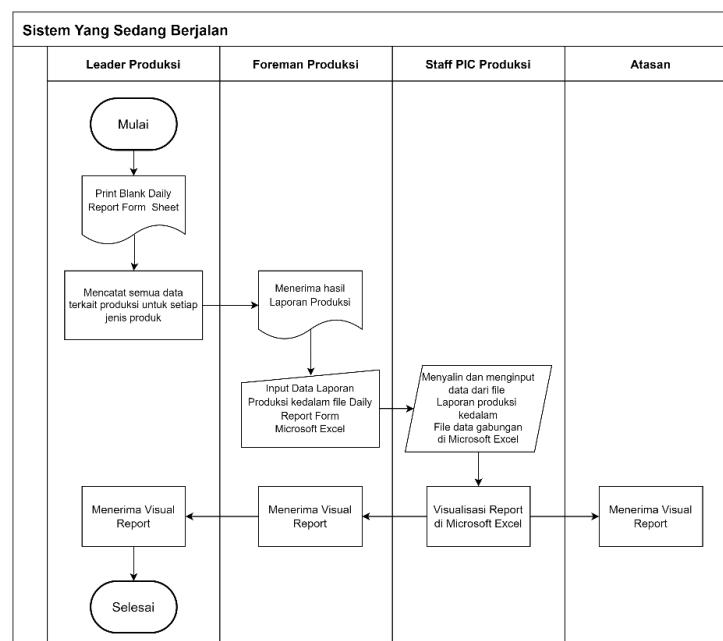 Sistem Yang Sedang Berjalan
Leader Produksi
Foreman Produksi
Staff PIC Produksi
Atasan
Mulai
Print Blank Daily
Report Form Sheet
Mencatat semua data
terkait produksi untuk setiap
jenis produk
Menerima hasil
Laporan Produksi
Input Data Laporan
Produksi kedalam file Daily
Report Form
Microsoft Excel
Menyalin dan menginput
data dari file
Laporan produksi
kedalam
File data gabungan
di Microsoft Excel
Menerima Visual
Report
Menerima Visual
Report
Visualisasi Report
di Microsoft Excel
Menerima Visual
Report
Selesai